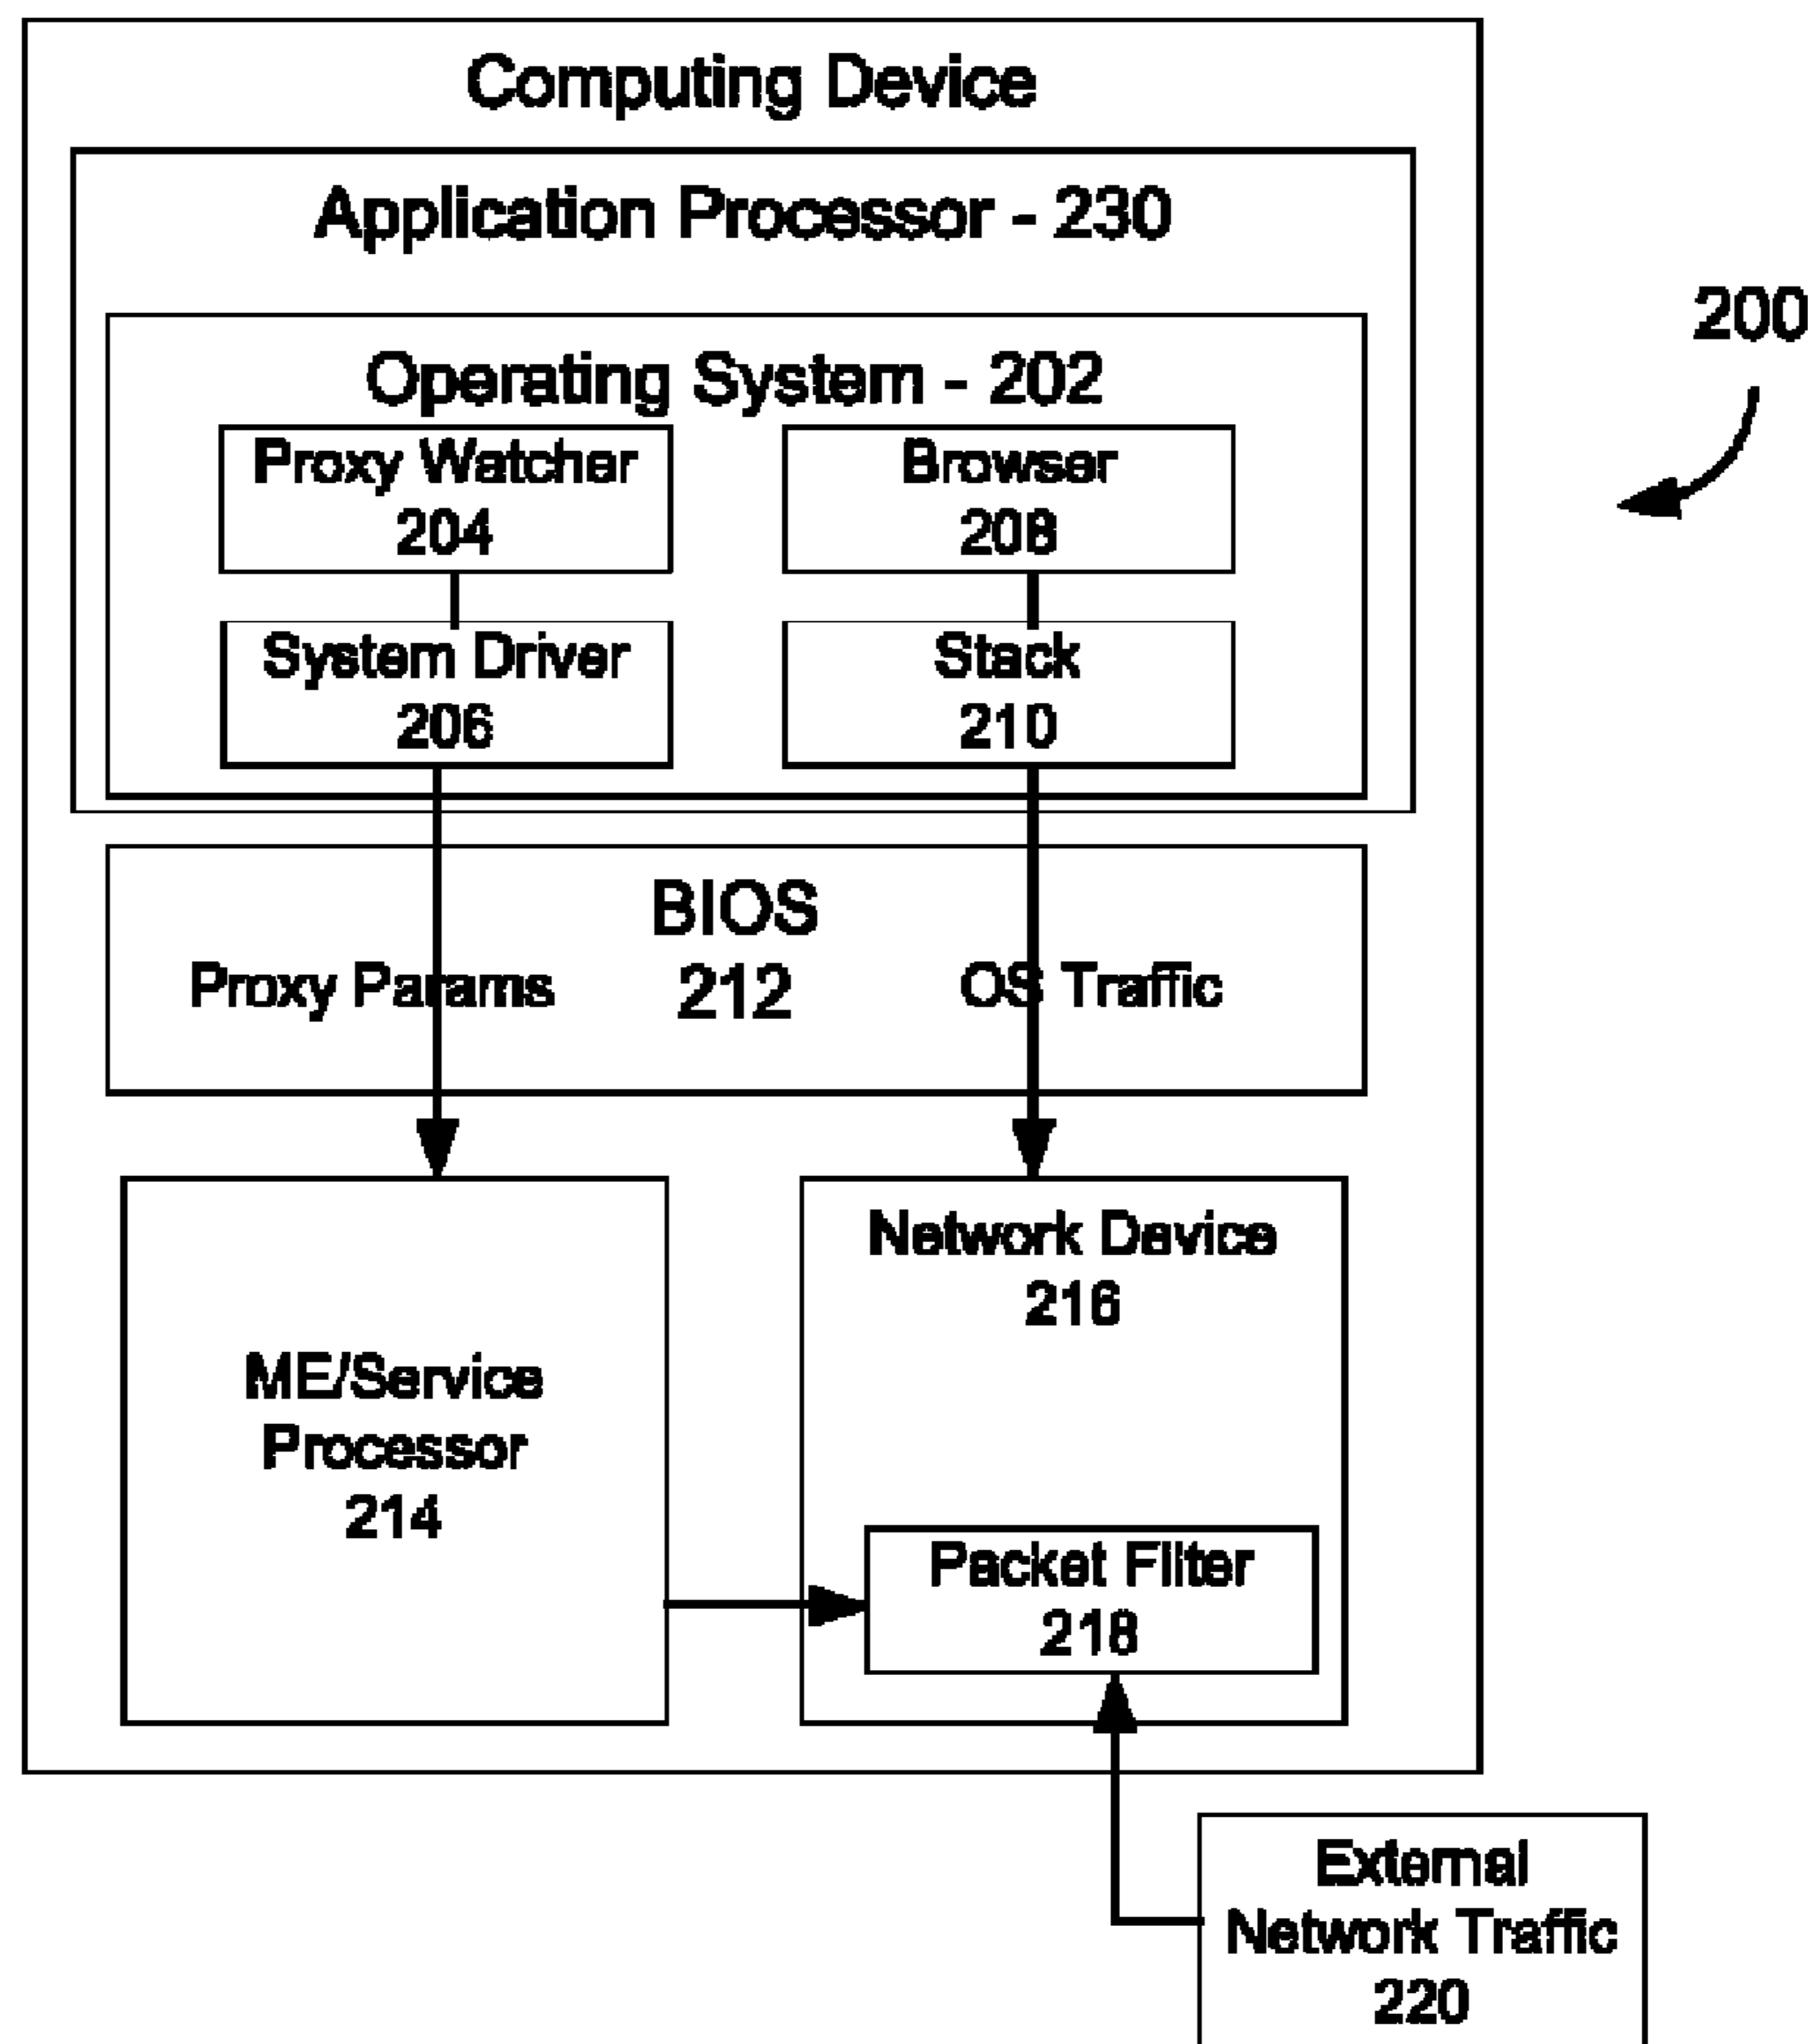 Computing Device
Application Processor - 230
200
Operating System - 202
Proxy Watcher
204
Browser
208
System Driver
206
Stack
210
BIOS
212
Proxy Params
OS Traffic
ME/Service
Processor
214
Network Device
216
Packet Filter
218
External
Network Traffic
220